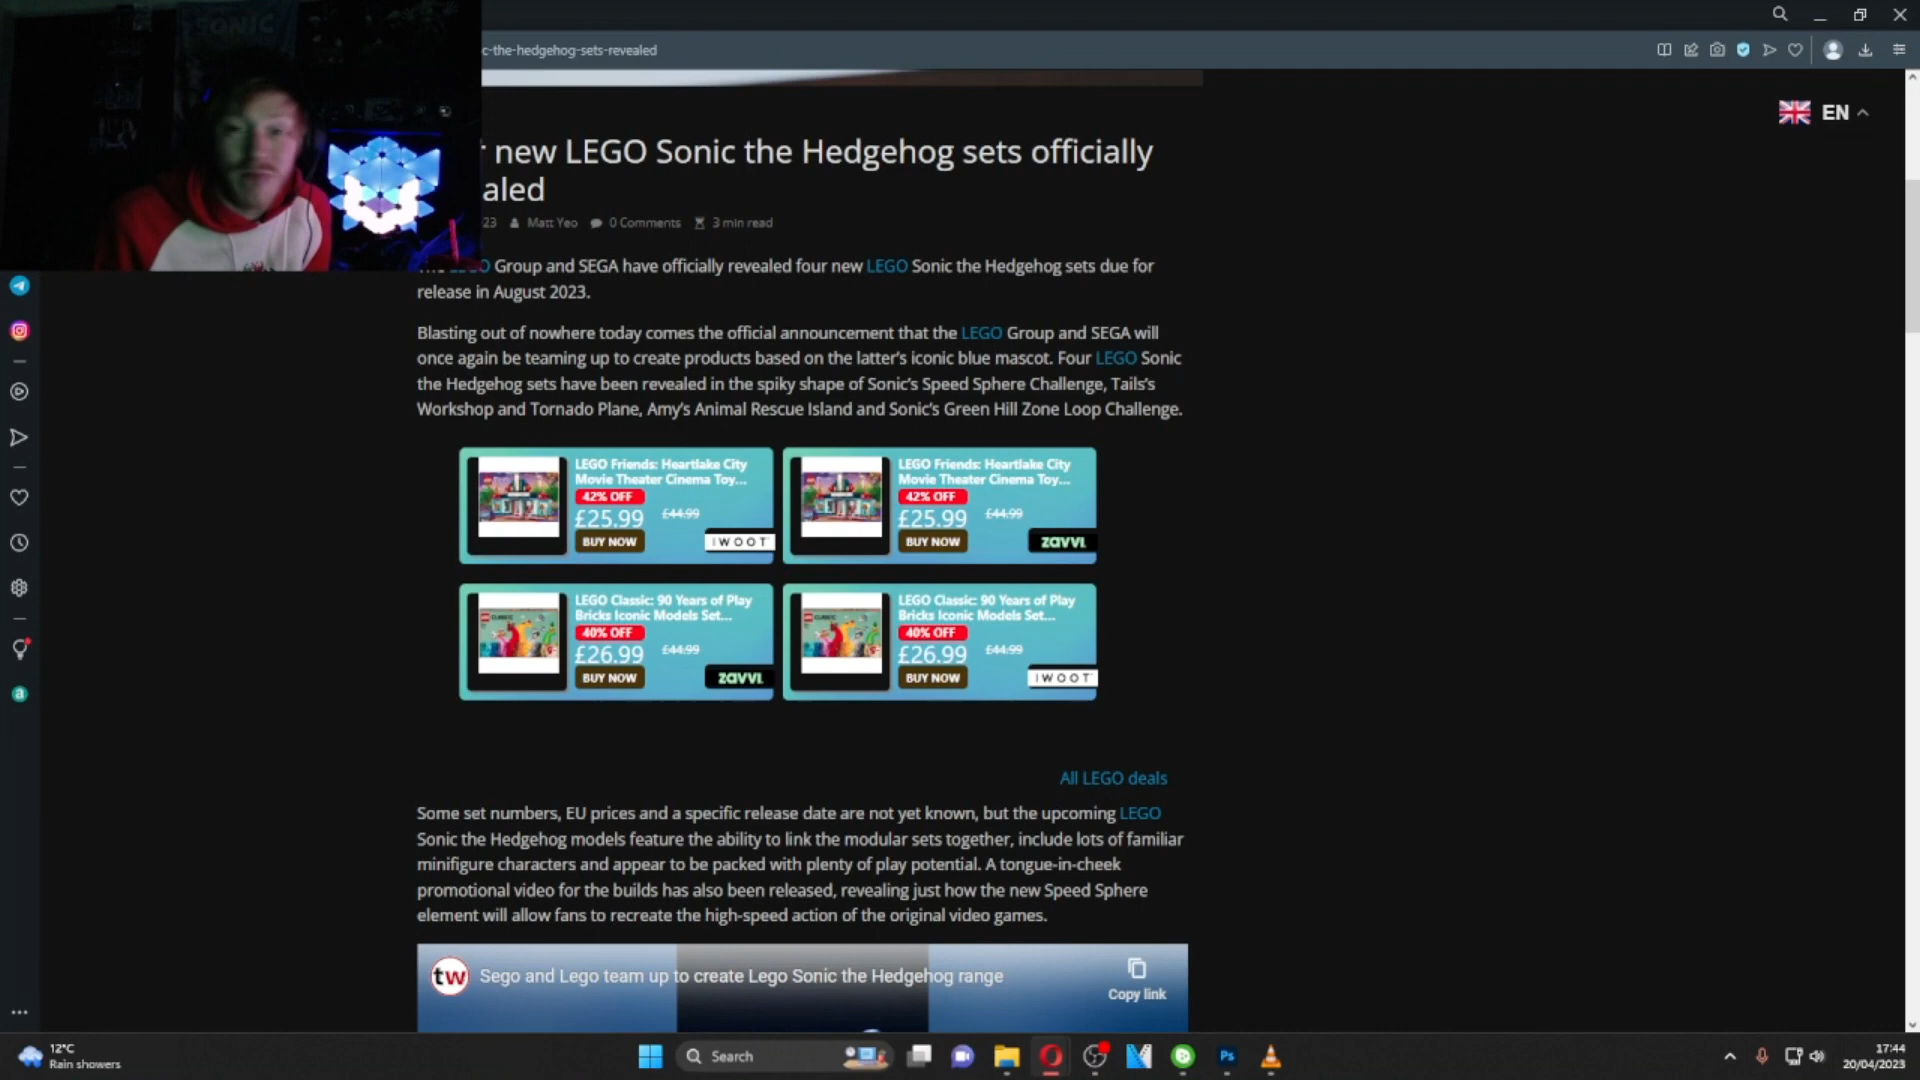 SONIC
c-the-hedgehog-sets-revealed
EN
new LEGO Sonic the Hedgehog sets officially
aled
23 Matt Yeo 0 Comments 3 min read
Group and SEGA have officially revealed four new LEGO Sonic the Hedgehog sets due for
release in August 2023.
Blasting out of nowhere today comes the official announcement that the LEGO Group and SEGA will
once again be teaming up to create products based on the latter's iconic blue mascot. Four LEGO Sonic
the Hedgehog sets have been revealed in the spiky shape of Sonic's Speed Sphere Challenge, Tails's
Workshop and Tornado Plane, Amy's Animal Rescue Island and Sonic's Green Hill Zone Loop Challenge.
LEGO Friends: Heartlake City
Movie Theater Cinema Toy...
42% OFF
£25.99 £44.99
BUY NOW
IWOOT
LEGO Friends: Heartlake City
Movie Theater Cinema Toy...
42% OFF
£25.99 £44.99
BUY NOW
ZAVVI.
LEGO Classic: 90 Years of Play
Bricks Iconic Models Set...
40% OFF
£26.99 £44.99
BUY NOW
ZAVVI.
LEGO Classic: 90 Years of Play
Bricks Iconic Models Set...
40% OFF
£26.99 £44.99
BUY NOW
IWOOT
All LEGO deals
Some set numbers, EU prices and a specific release date are not yet known, but the upcoming LEGO
Sonic the Hedgehog models feature the ability to link the modular sets together, include lots of familiar
minifigure characters and appear to be packed with plenty of play potential. A tongue-in-cheek
promotional video for the builds has also been released, revealing just how the new Speed Sphere
element will allow fans to recreate the high-speed action of the original video games.
tw Sego and Lego team up to create Lego Sonic the Hedgehog range
Copy link
12°C
Rain showers
Search
Ps
17:44
20/04/2023